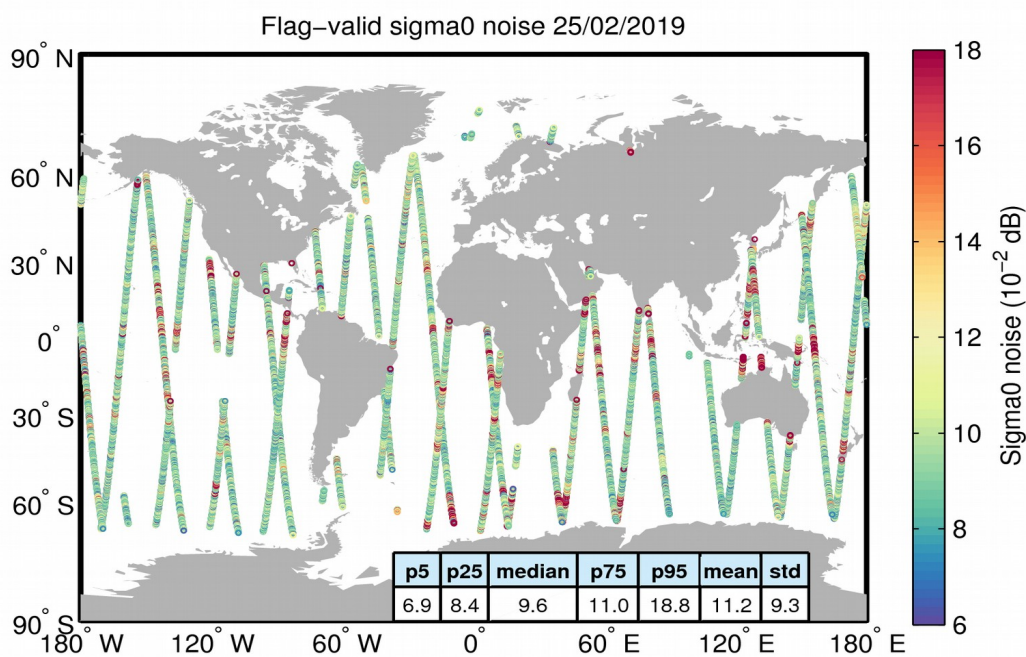 Flag−valid sigma0 noise 25/02/2019
90° N
60° N
30° N
0°
30° S
60° S
90° S
180° W
120° W
60° W
0°
60° E
120° E
180° E
p5 p25 median p75 p95 mean std
6.9 8.4 9.6 11.0 18.8 11.2 9.3
18
16
14
12
10
8
6
Sigma0 noise (10⁻² dB)